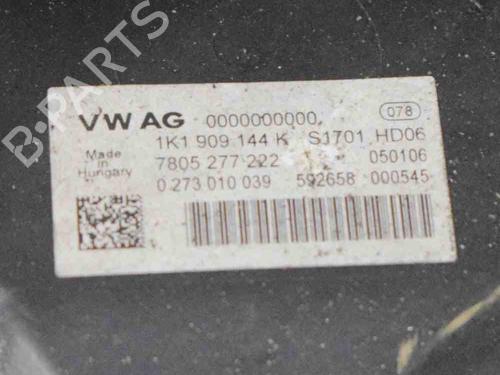 B-PARTS
VW AG 0000000000 078
1K1 909 144 K S1701 HD06
Made in Hungary
7805 277 222 050106
0 273 010 039 592658 000545